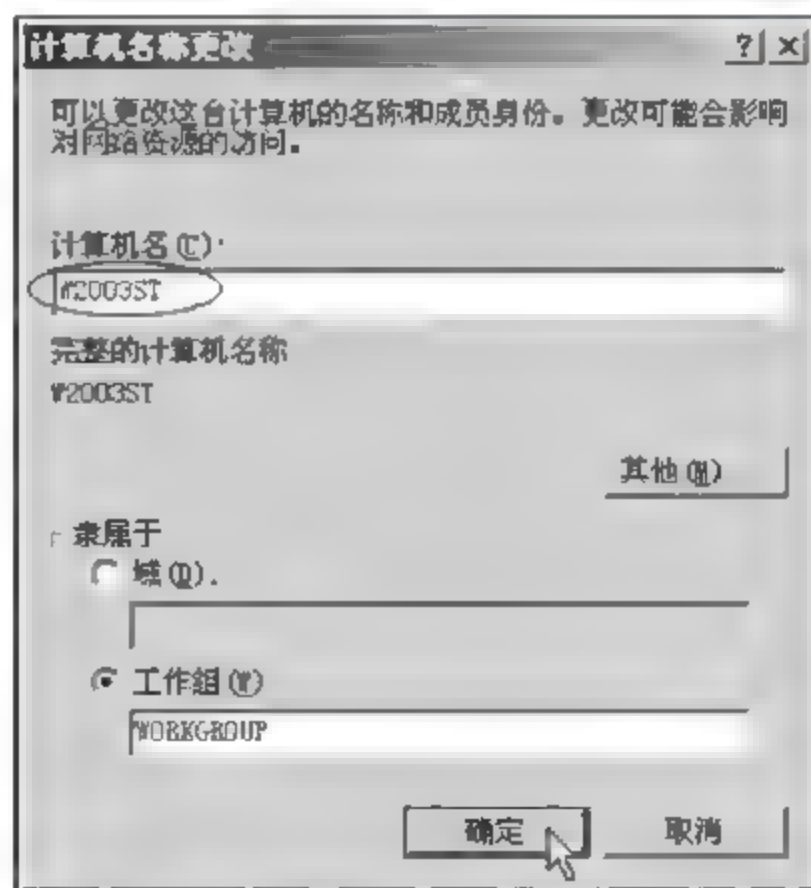 计算机名称更改
可以更改这台计算机的名称和成员身份。更改可能会影响
对网络资源的访问。
计算机名(C):
W2003ST
完整的计算机名称
W2003ST
其他(M)
隶属于
域(D).
工作组(W)
WORKGROUP
确定
取消